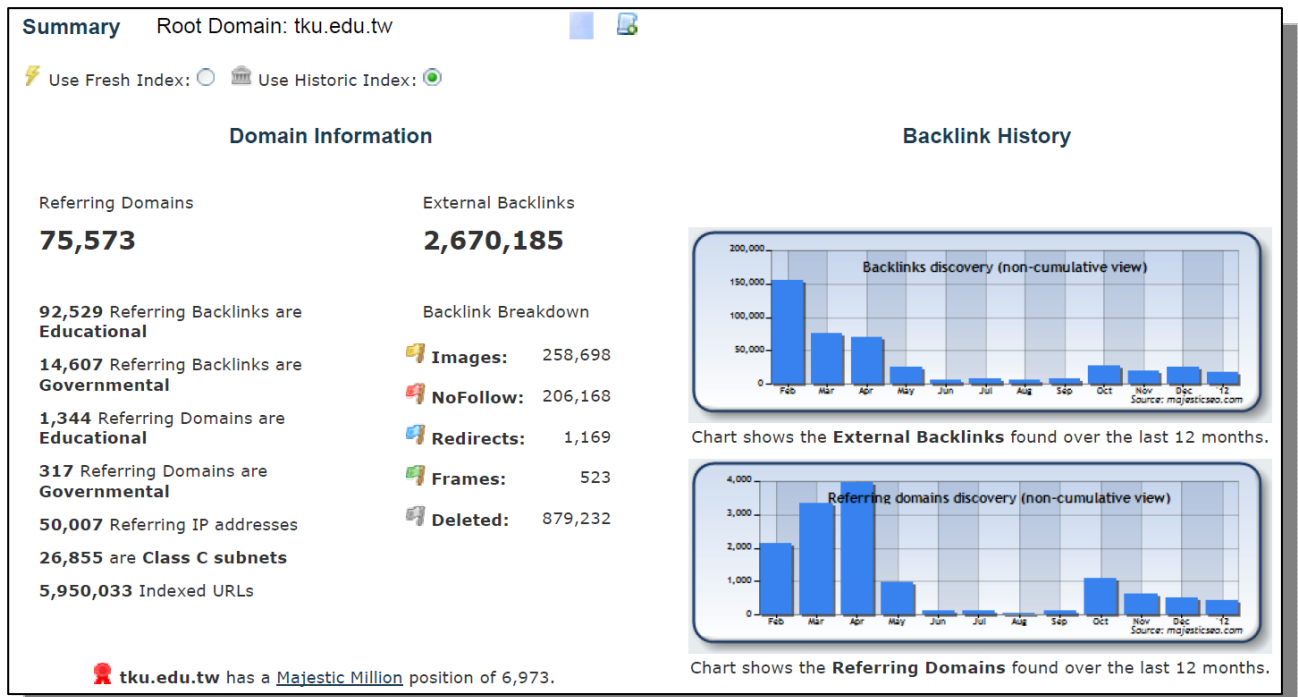 Summary Root Domain: tku.edu.tw
Use Fresh Index: Use Historic Index:
Domain Information
Referring Domains
75,573
External Backlinks
2,670,185
92,529 Referring Backlinks are
Educational
14,607 Referring Backlinks are
Governmental
1,344 Referring Domains are
Educational
317 Referring Domains are
Governmental
50,007 Referring IP addresses
26,855 are Class C subnets
5,950,033 Indexed URLs
Backlink Breakdown
Images: 258,698
NoFollow: 206,168
Redirects: 1,169
Frames: 523
Deleted: 879,232
tku.edu.tw has a Majestic Million position of 6,973.
Backlink History
Backlinks discovery (non-cumulative view)
200,000
150,000
100,000
50,000
0
Feb Mar Apr May Jun Jul Aug Sep Oct Nov Dec '12
Source: majesticseo.com
Chart shows the External Backlinks found over the last 12 months.
Referring domains discovery (non-cumulative view)
4,000
3,000
2,000
1,000
0
Feb Mar Apr May Jun Jul Aug Sep Oct Nov Dec '12
Source: majesticseo.com
Chart shows the Referring Domains found over the last 12 months.